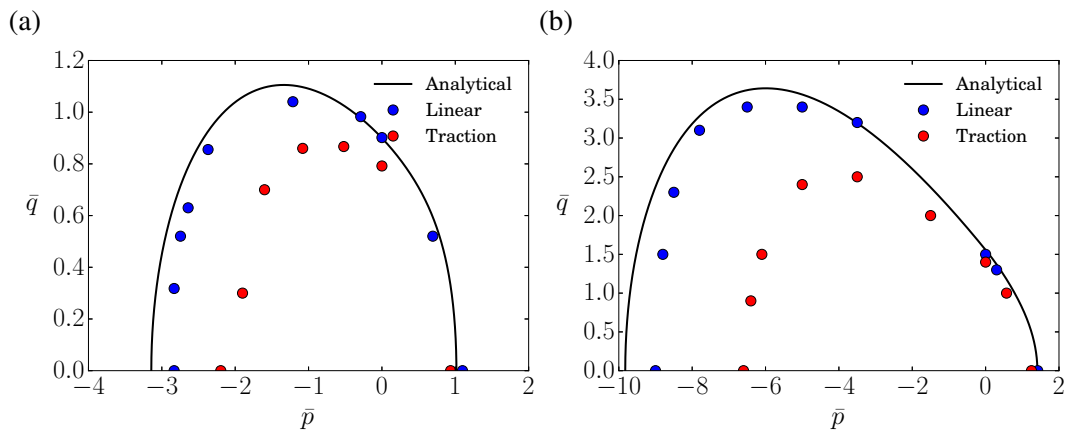 (a)
1.2
1.0
0.8
0.6
0.4
0.2
0.0
q̄
−4
−3
−2
−1
0
1
2
p̄
Analytical
Linear
Traction
(b)
4.0
3.5
3.0
2.5
2.0
1.5
1.0
0.5
0.0
q̄
−10
−8
−6
−4
−2
0
2
p̄
Analytical
Linear
Traction